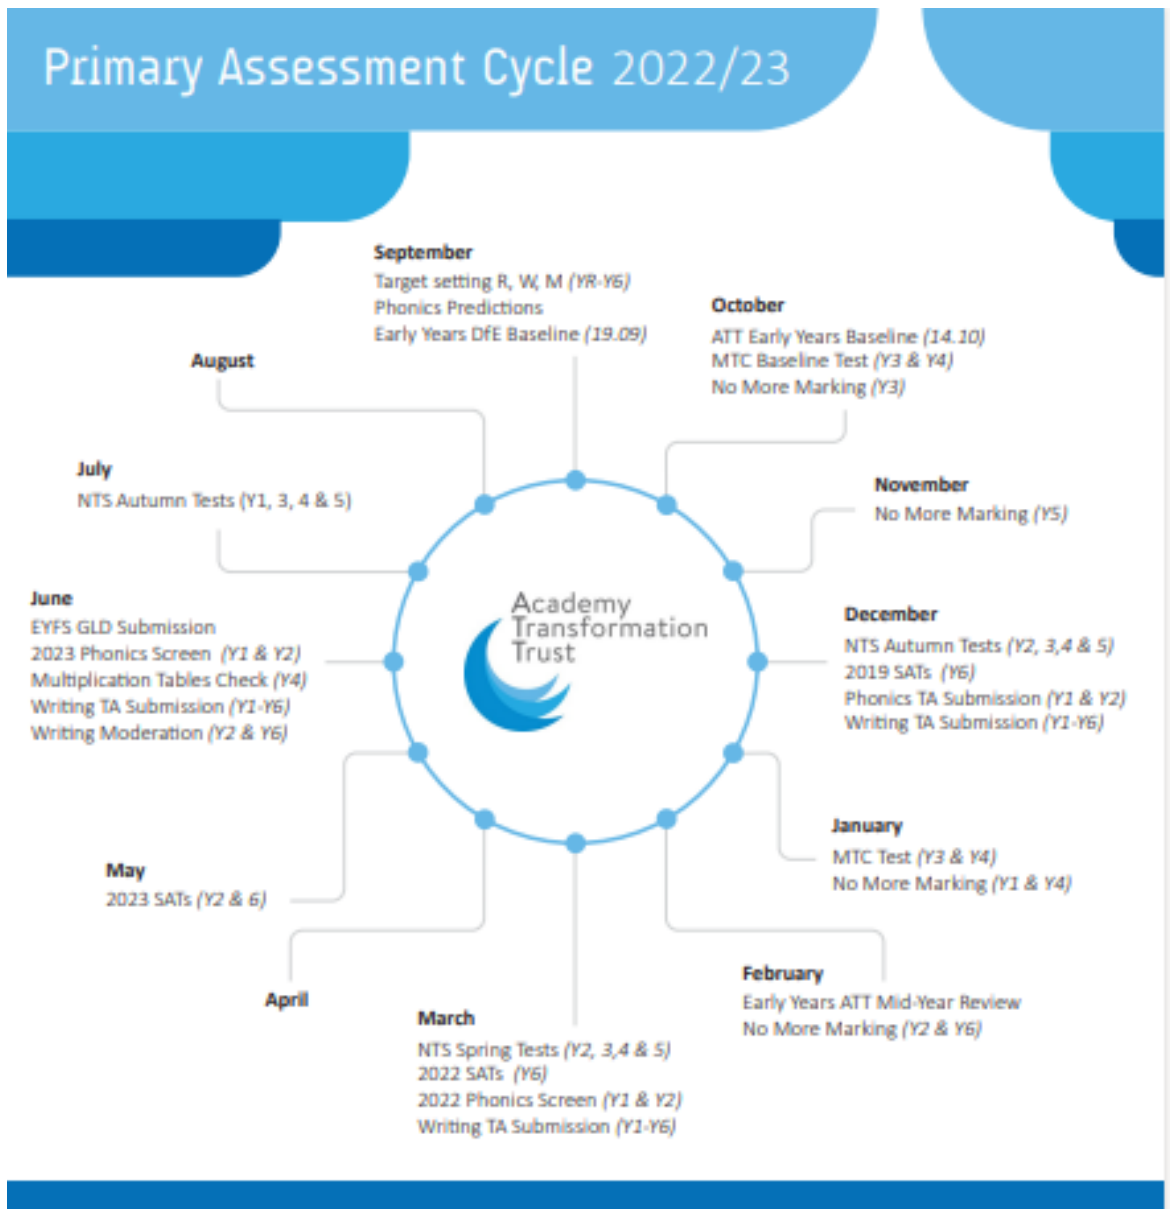 Primary Assessment Cycle 2022/23
September
Target setting R, W, M (YR-Y6)
Phonics Predictions
Early Years DfE Baseline (19.09)
October
ATT Early Years Baseline (14.10)
MTC Baseline Test (Y3 & Y4)
No More Marking (Y3)
November
No More Marking (Y5)
December
NTS Autumn Tests (Y2, 3,4 & 5)
2019 SATs (Y6)
Phonics TA Submission (Y1 & Y2)
Writing TA Submission (Y1-Y6)
January
MTC Test (Y3 & Y4)
No More Marking (Y1 & Y4)
February
Early Years ATT Mid-Year Review
No More Marking (Y2 & Y6)
March
NTS Spring Tests (Y2, 3,4 & 5)
2022 SATs (Y6)
2022 Phonics Screen (Y1 & Y2)
Writing TA Submission (Y1-Y6)
April
May
2023 SATs (Y2 & 6)
June
EYFS GLD Submission
2023 Phonics Screen (Y1 & Y2)
Multiplication Tables Check (Y4)
Writing TA Submission (Y1-Y6)
Writing Moderation (Y2 & Y6)
July
NTS Autumn Tests (Y1, 3, 4 & 5)
August
Academy
Transformation
Trust